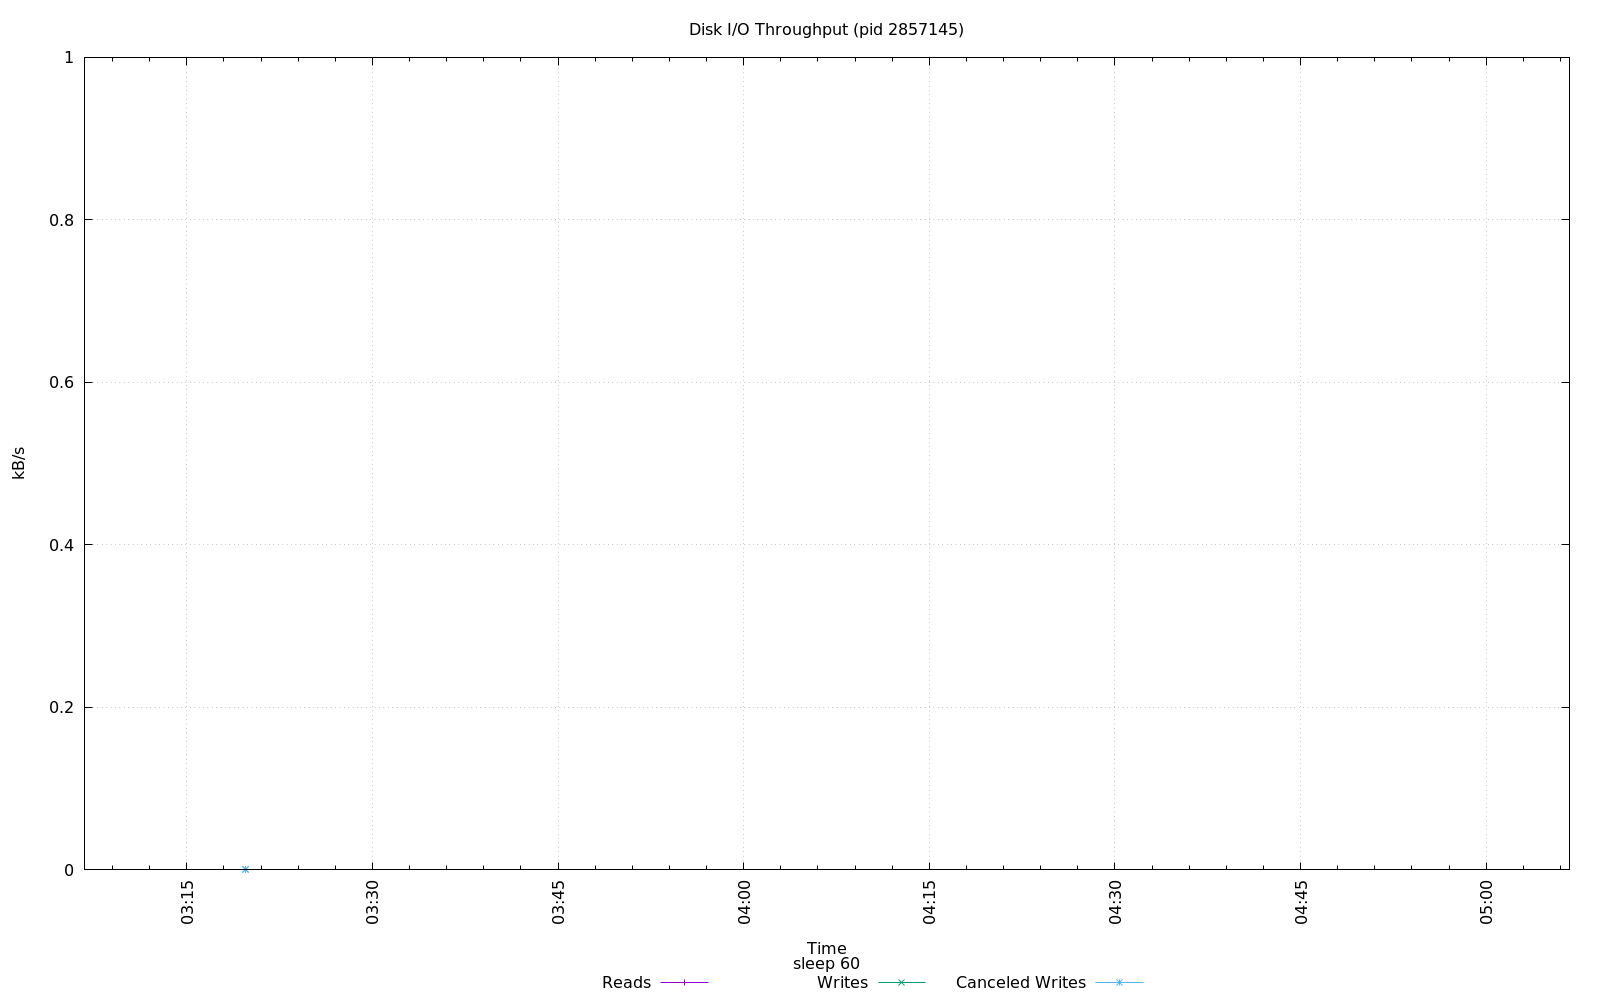 Disk I/O Throughput (pid 2857145)
1
0.8
0.6
0.4
0.2
0
kB/s
03:15
03:30
03:45
04:00
04:15
04:30
04:45
05:00
Time
sleep 60
Reads
Writes
Canceled Writes